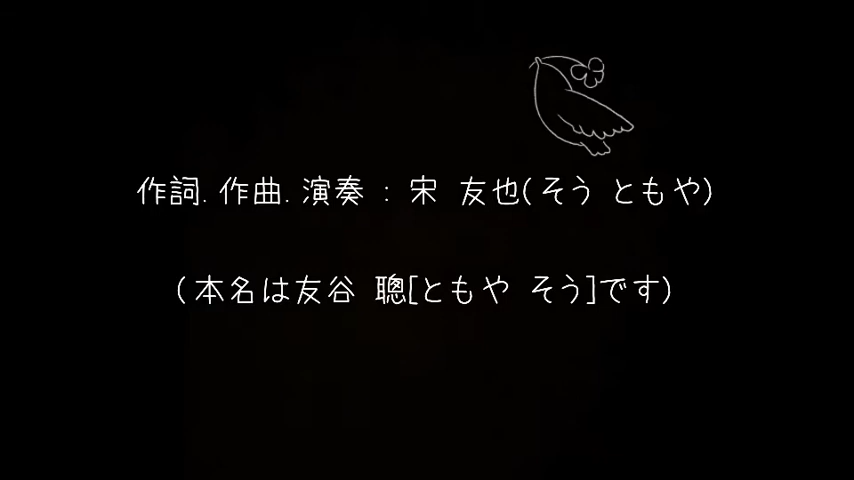 作詞.作曲.演奏 : 宋 友也(そう ともや)
(本名は友谷 聰[ともや そう]です)